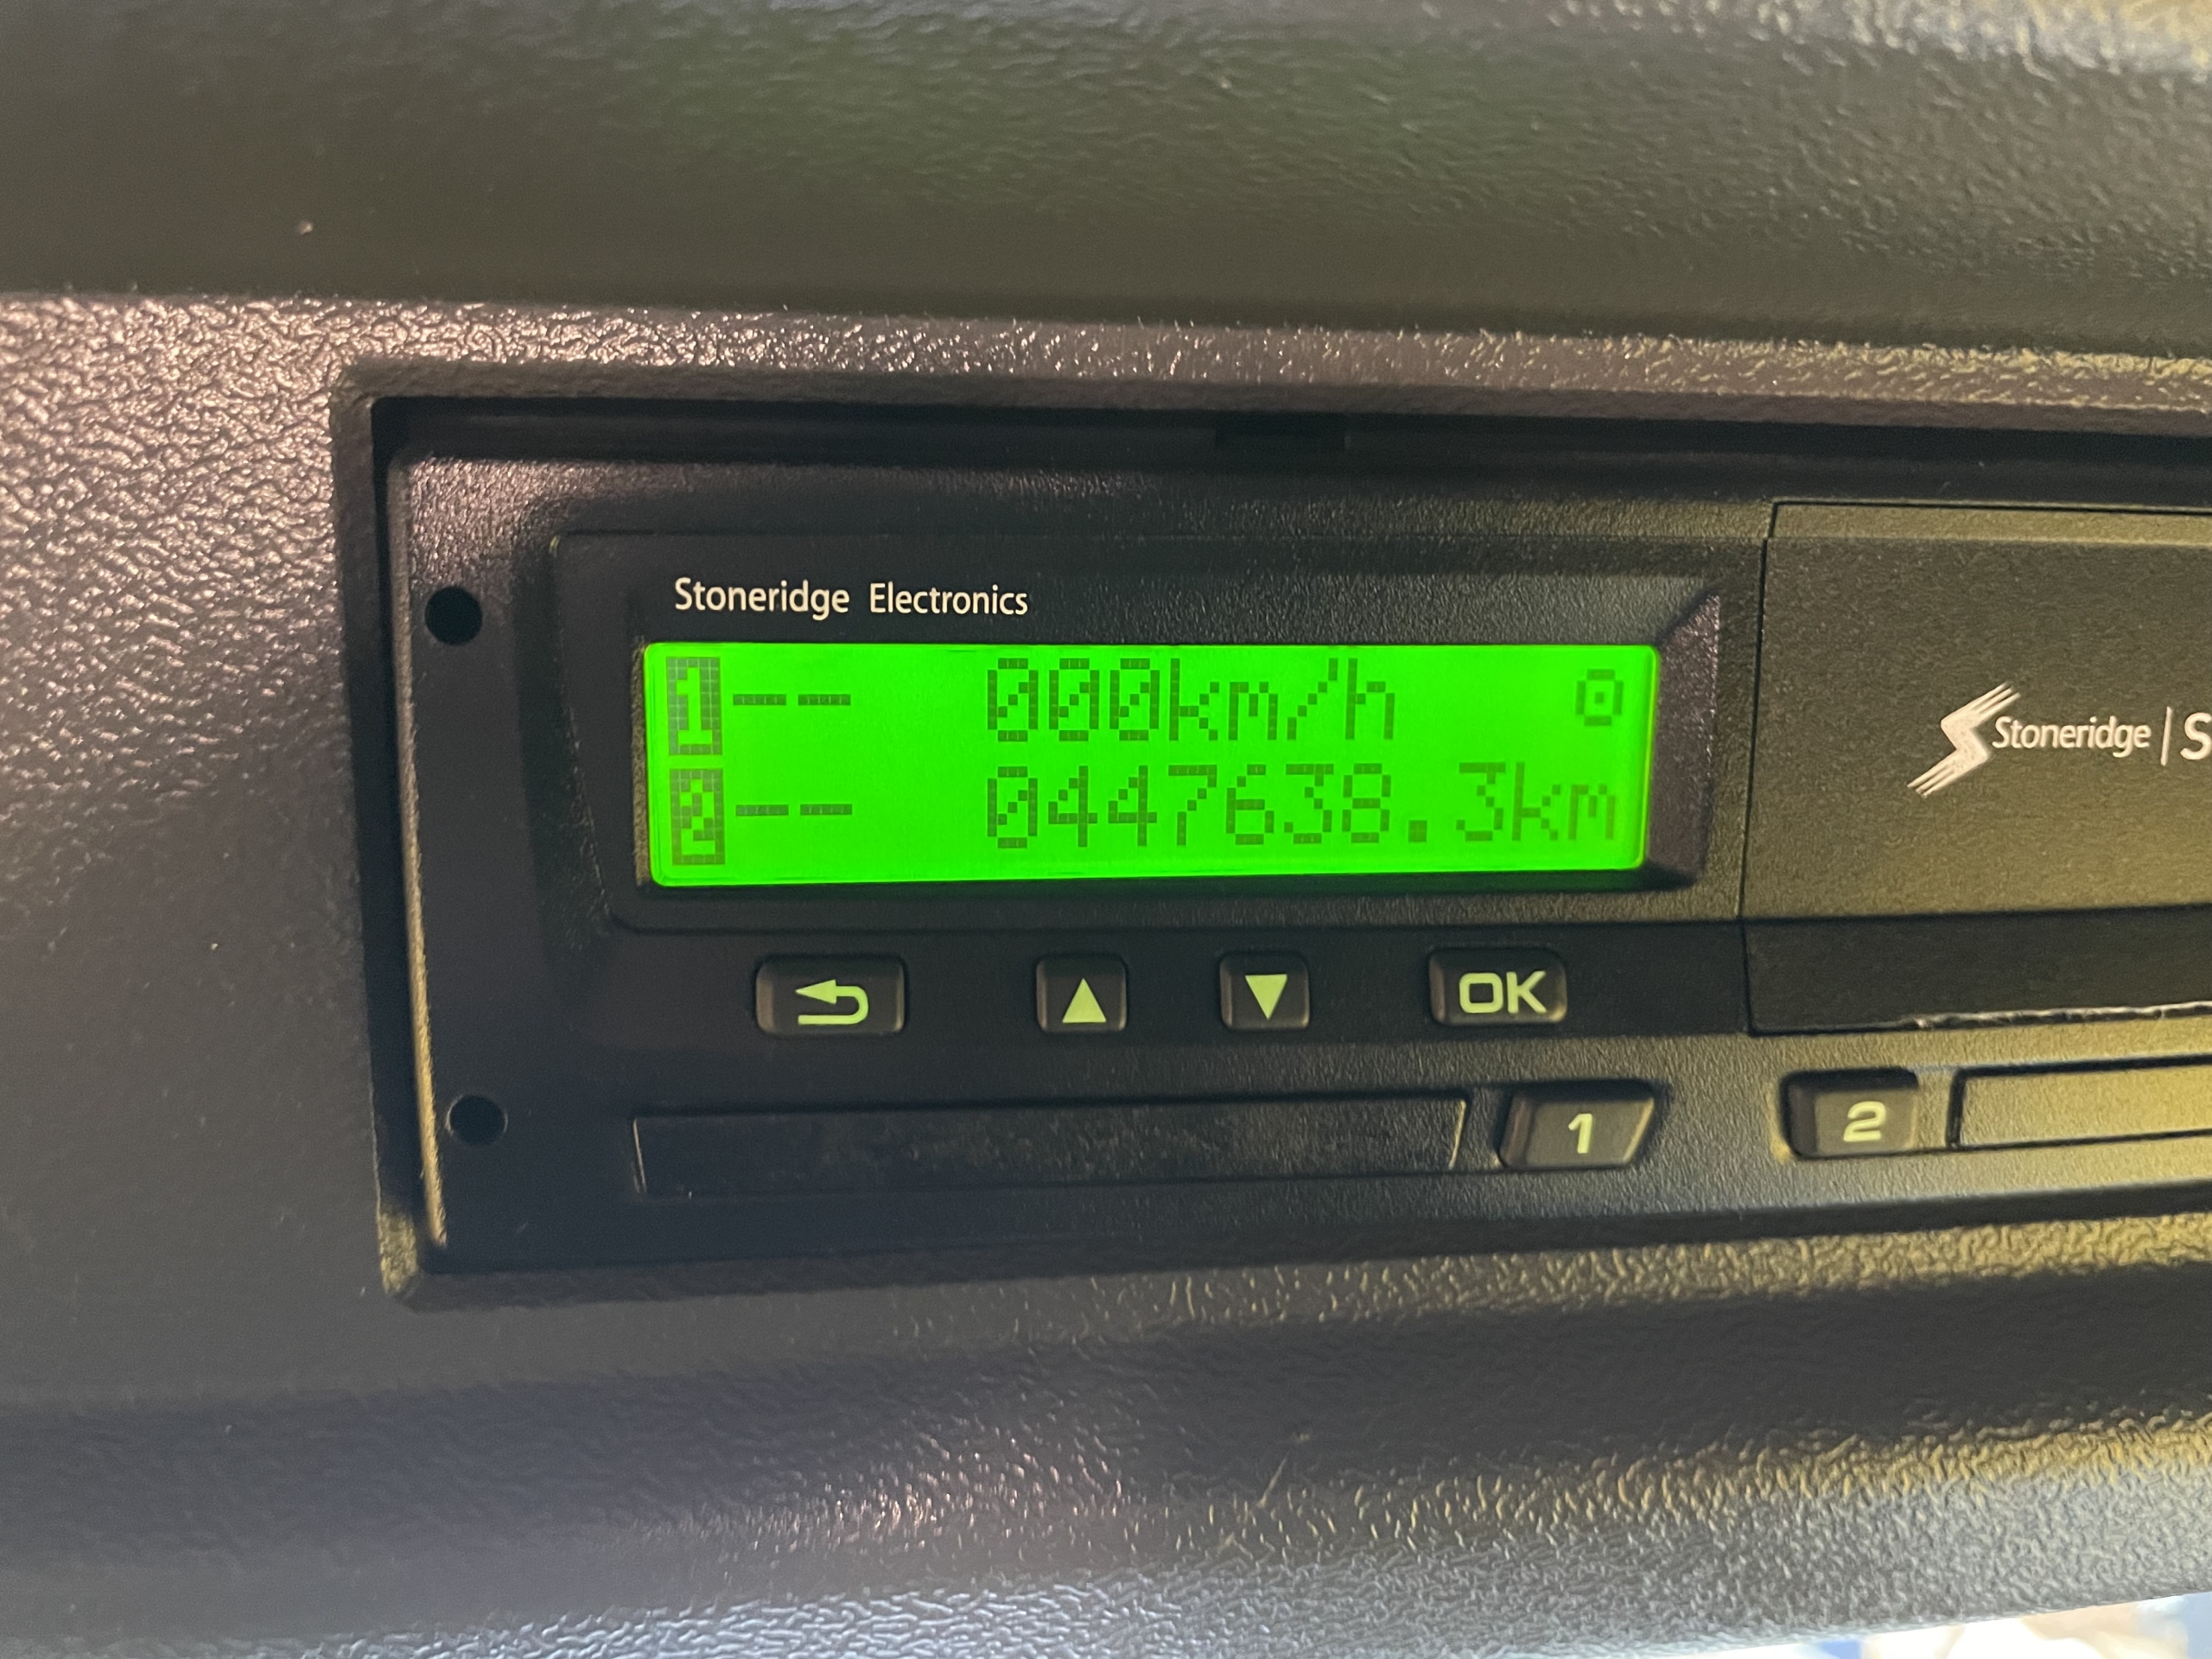 Stoneridge Electronics
1-- 000km/h
2-- 0447638.3km
Stoneridge | S
OK
1
2